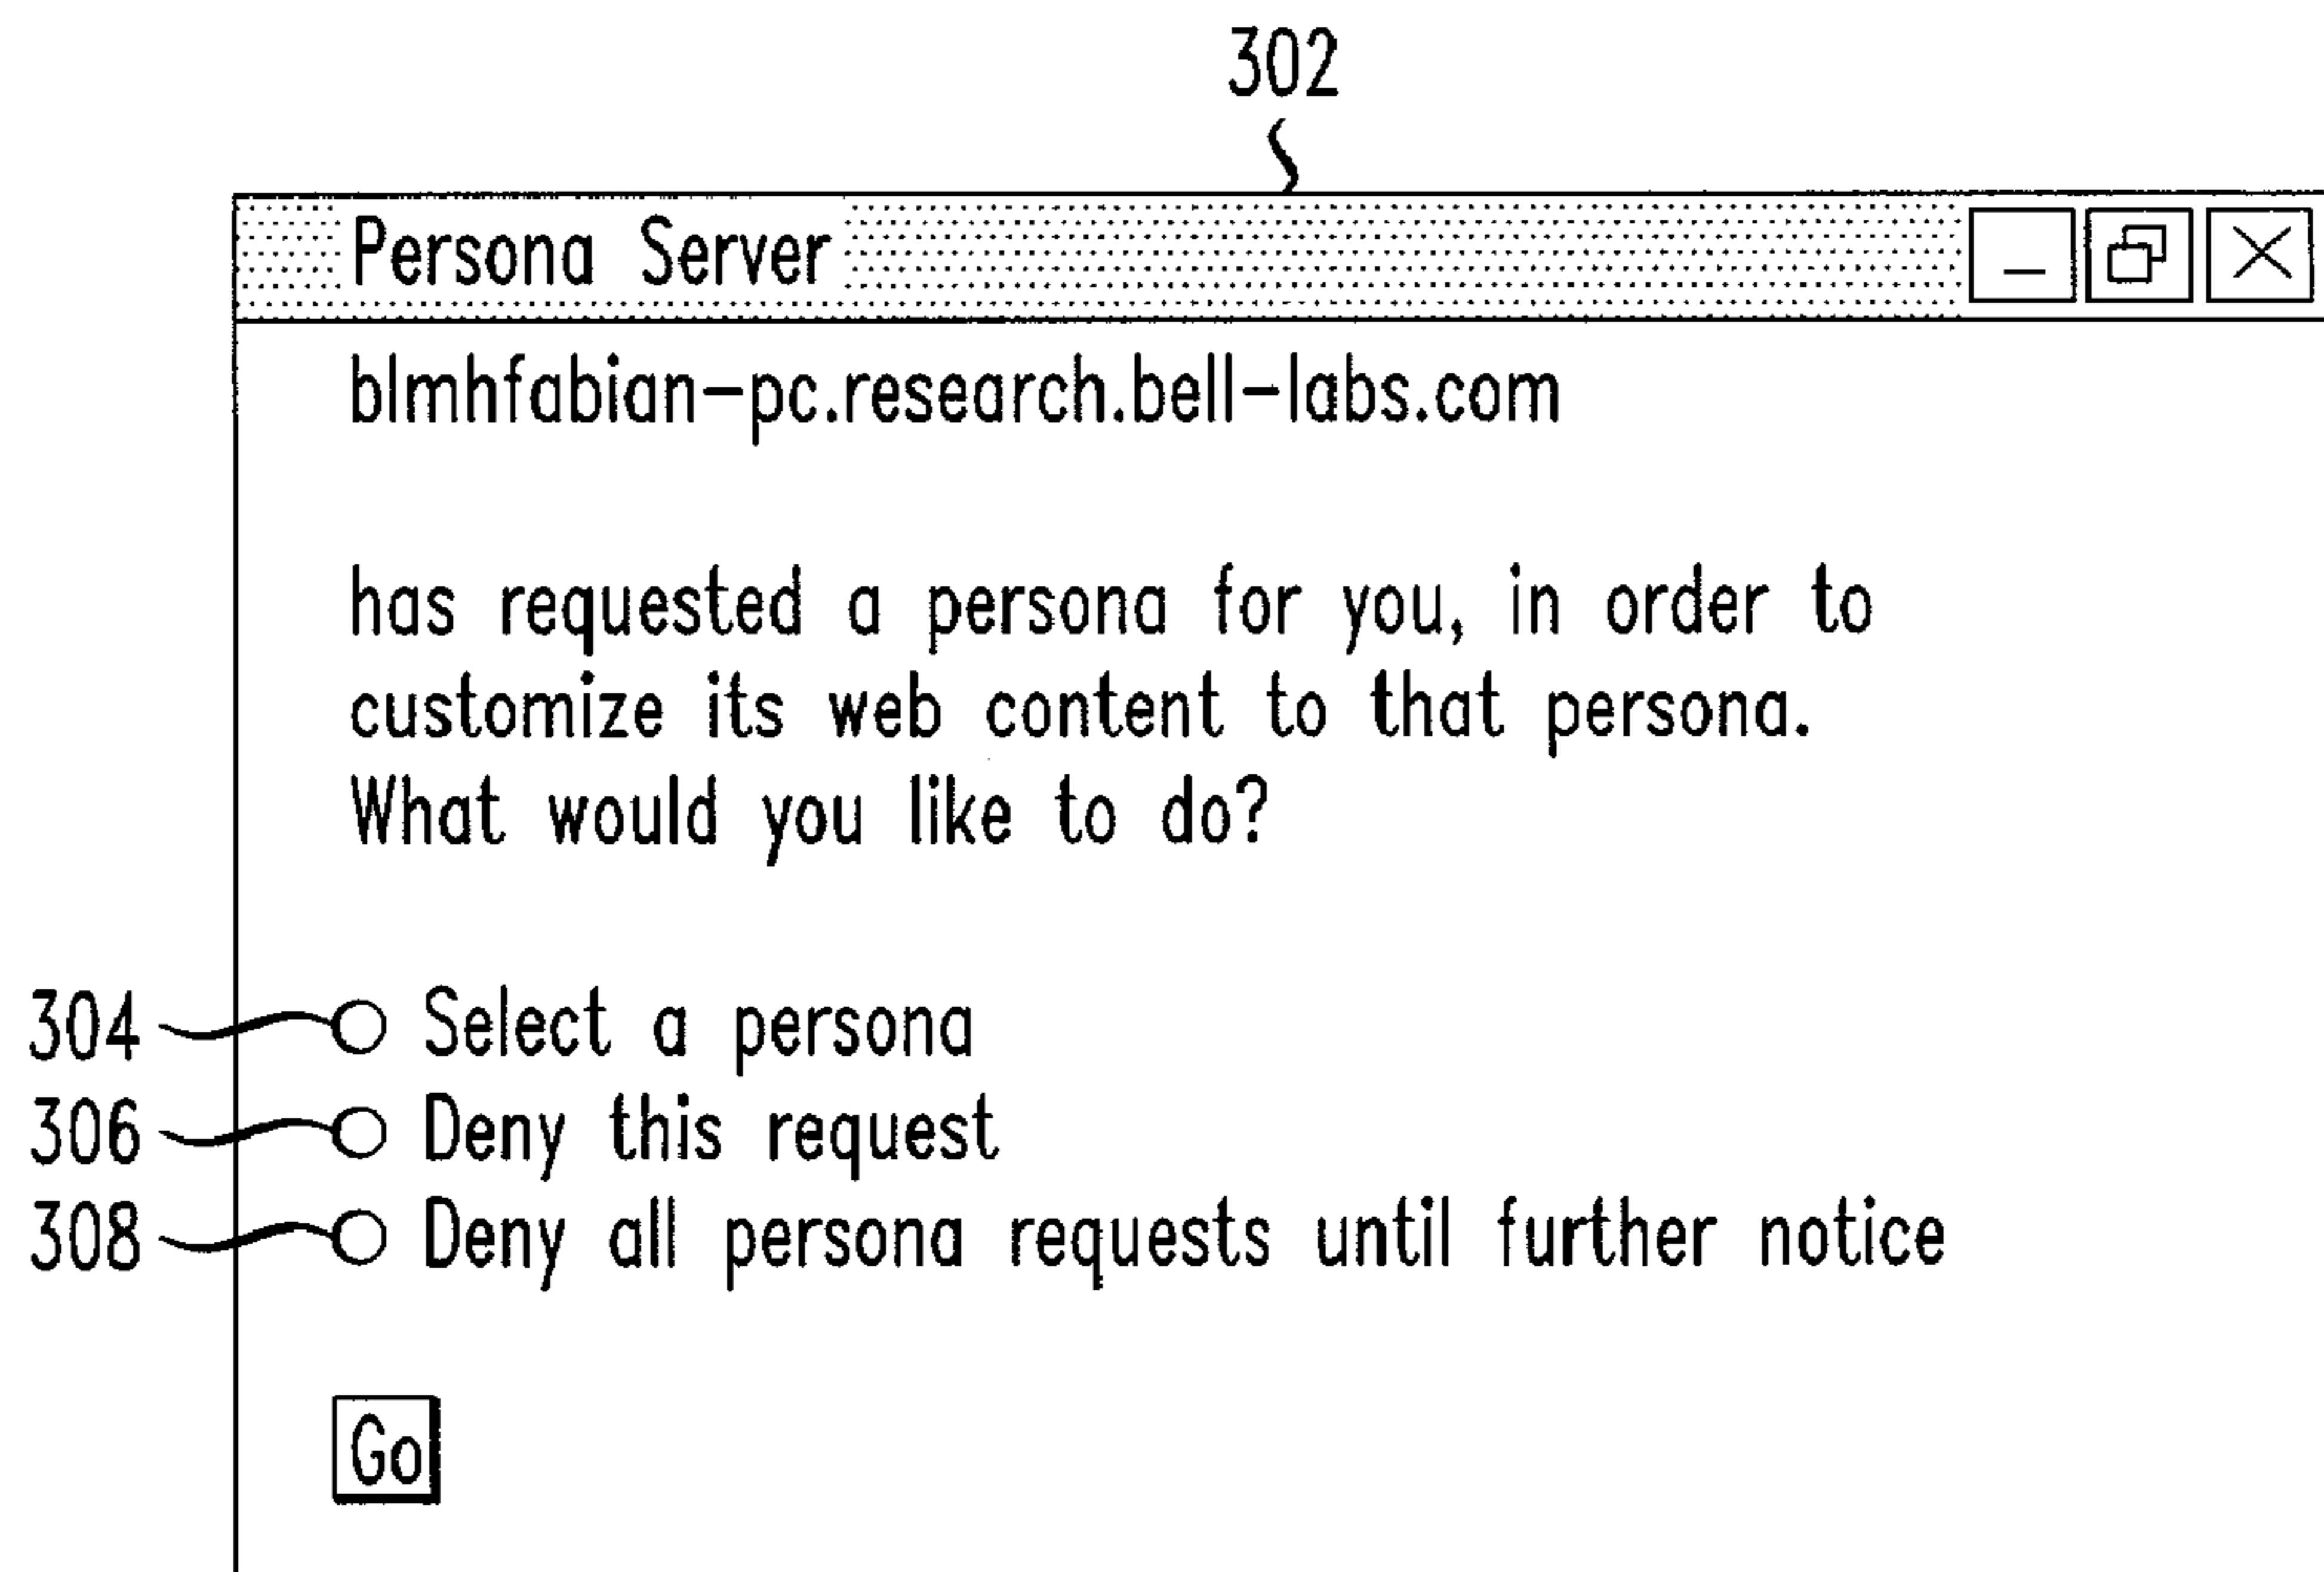 302
Persona Server
blmhfabian-pc.research.bell-labs.com
has requested a persona for you, in order to
customize its web content to that persona.
What would you like to do?
304 Select a persona
306 Deny this request
308 Deny all persona requests until further notice
Go